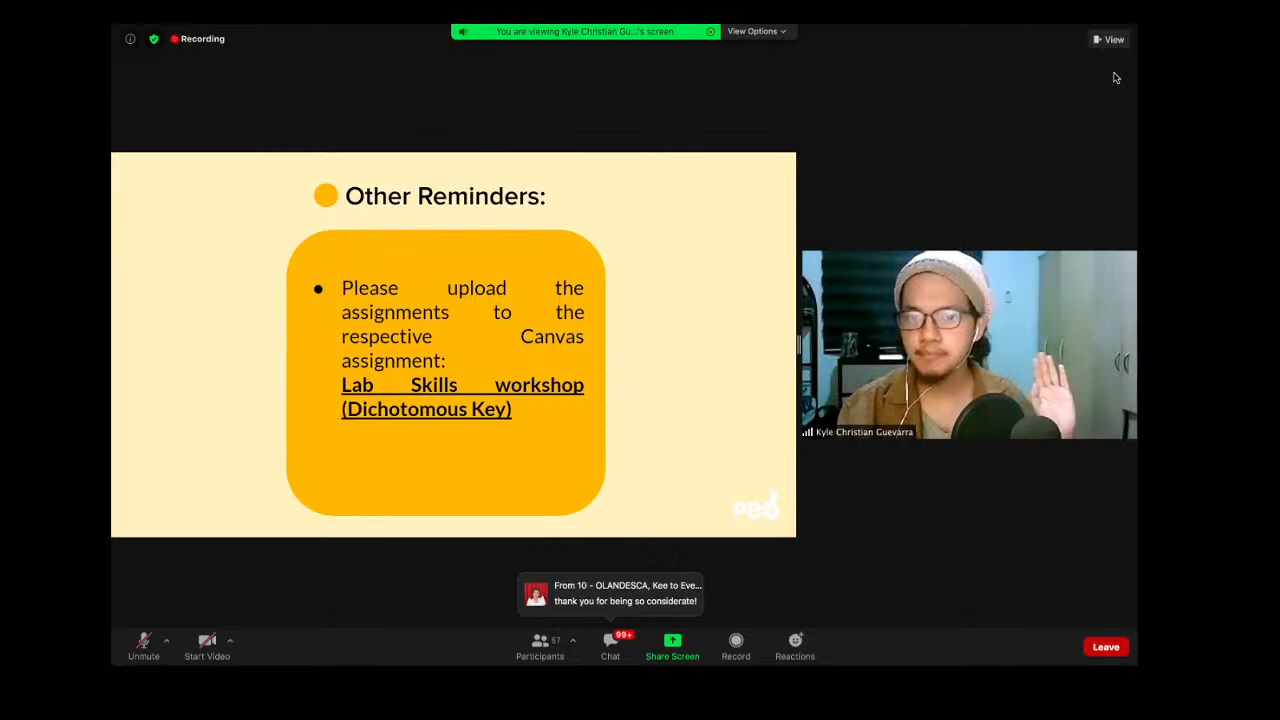 Recording
You are viewing Kyle Christian Gu...'s screen
View Options
View
Other Reminders:
● Please upload the
assignments to the
respective Canvas
assignment:
Lab Skills workshop
(Dichotomous Key)
PBO
Kyle Christian Guevarra
From 10 - OLANDESCA, Kee to Eve...
thank you for being so considerate!
Unmute
Start Video
57
Participants
99+
Chat
Share Screen
Record
Reactions
Leave